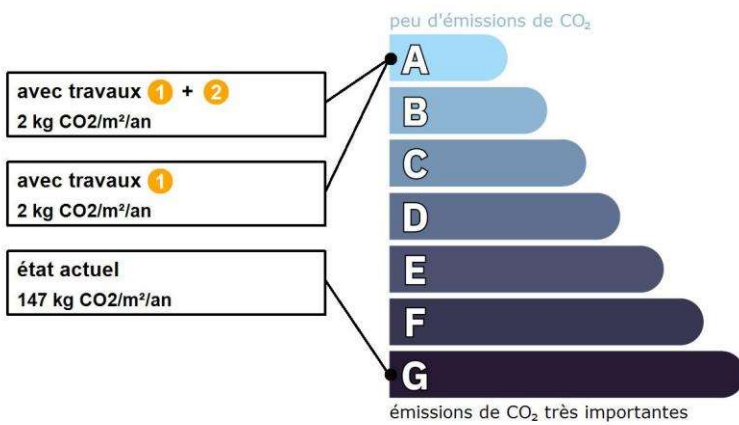 peu d'émissions de CO₂
A
avec travaux 1 + 2
2 kg CO2/m²/an
B
C
avec travaux 1
2 kg CO2/m²/an
D
état actuel
147 kg CO2/m²/an
E
F
G
émissions de CO₂ très importantes